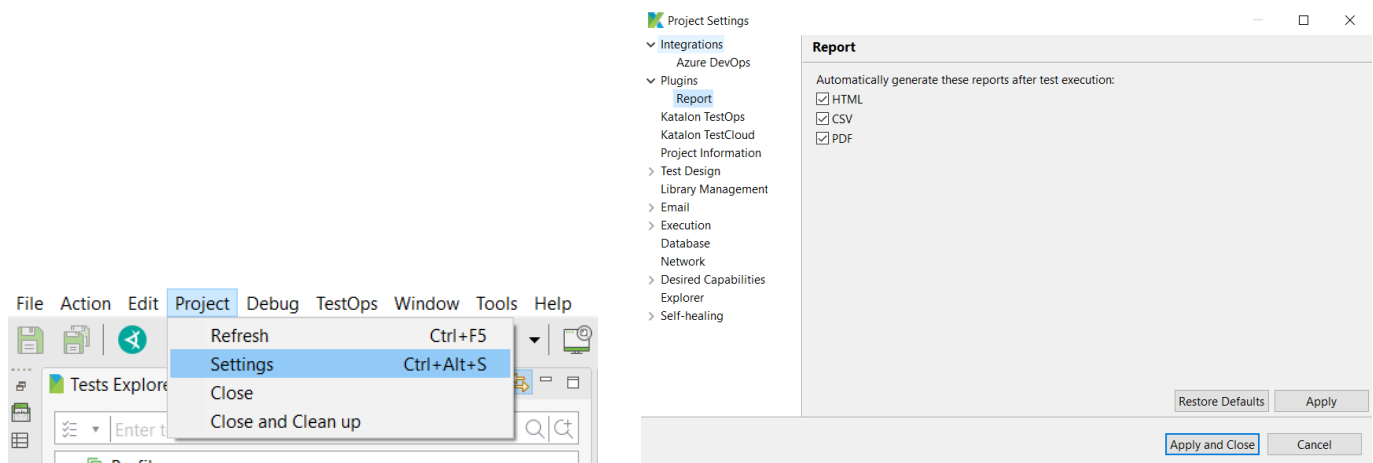 File Action Edit Project Debug TestOps Window Tools Help
Refresh Ctrl+F5
Settings Ctrl+Alt+S
Close
Close and Clean up
Tests Explore
Enter t
Project Settings
Integrations
Azure DevOps
Plugins
Report
Katalon TestOps
Katalon TestCloud
Project Information
Test Design
Library Management
Email
Execution
Database
Network
Desired Capabilities
Explorer
Self-healing
Report
Automatically generate these reports after test execution:
HTML
CSV
PDF
Restore Defaults Apply
Apply and Close Cancel